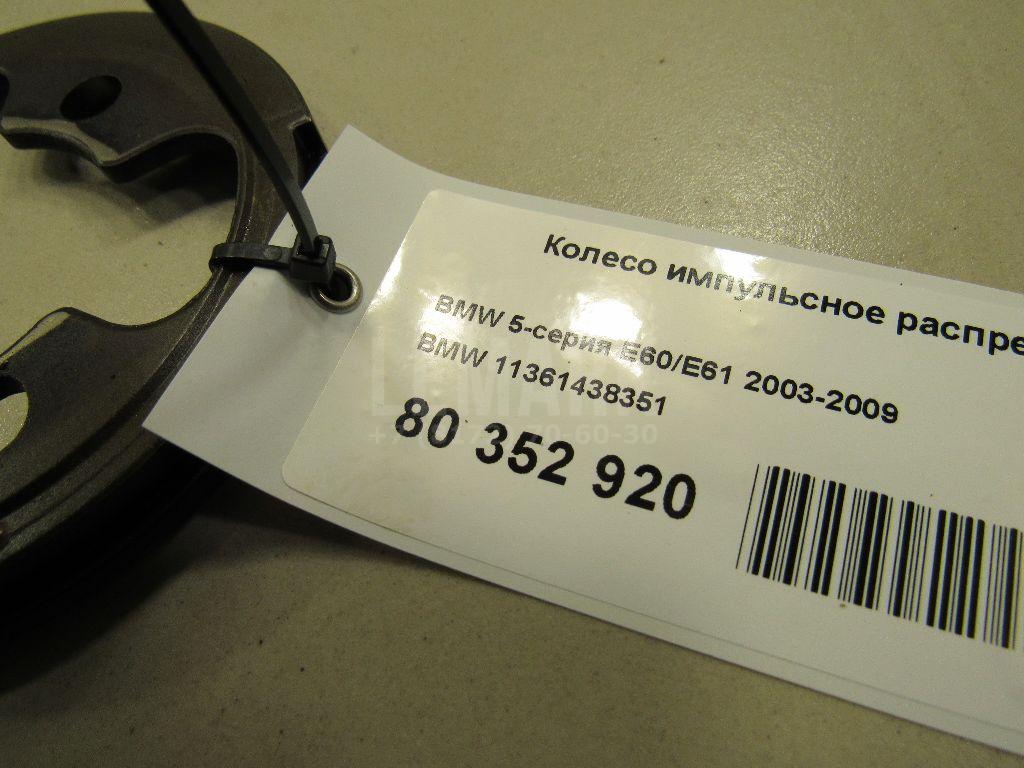 Колесо импульсное распре
BMW 5-серия E60/E61 2003-2009
BMW 11361438351
80 352 920